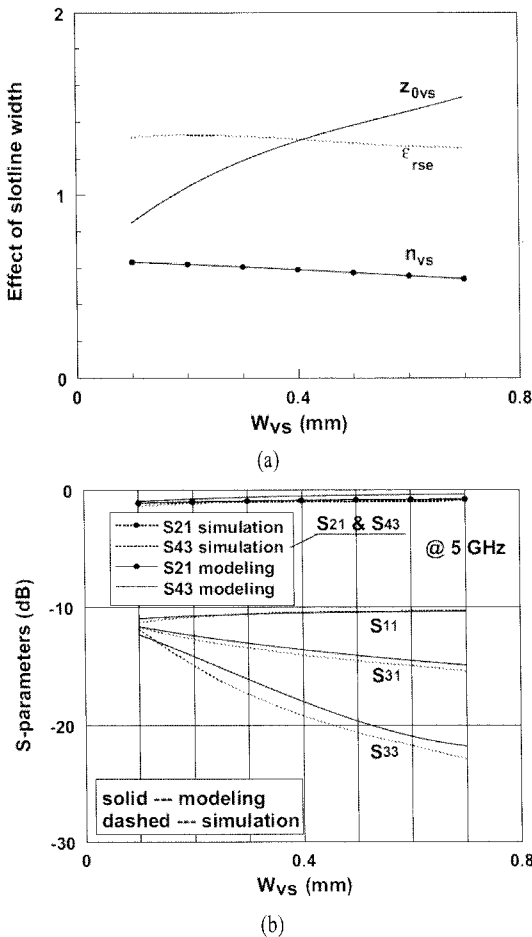 2
1
0
Effect of slotline width
z0vs
εrse
nvs
0
0.4
0.8
WVS (mm)
(a)
0
-10
-20
-30
S-parameters (dB)
S21 simulation
S43 simulation
S21 modeling
S43 modeling
S21 & S43
@ 5 GHz
S11
S31
S33
solid --- modeling
dashed --- simulation
0
0.4
0.8
WVS (mm)
(b)